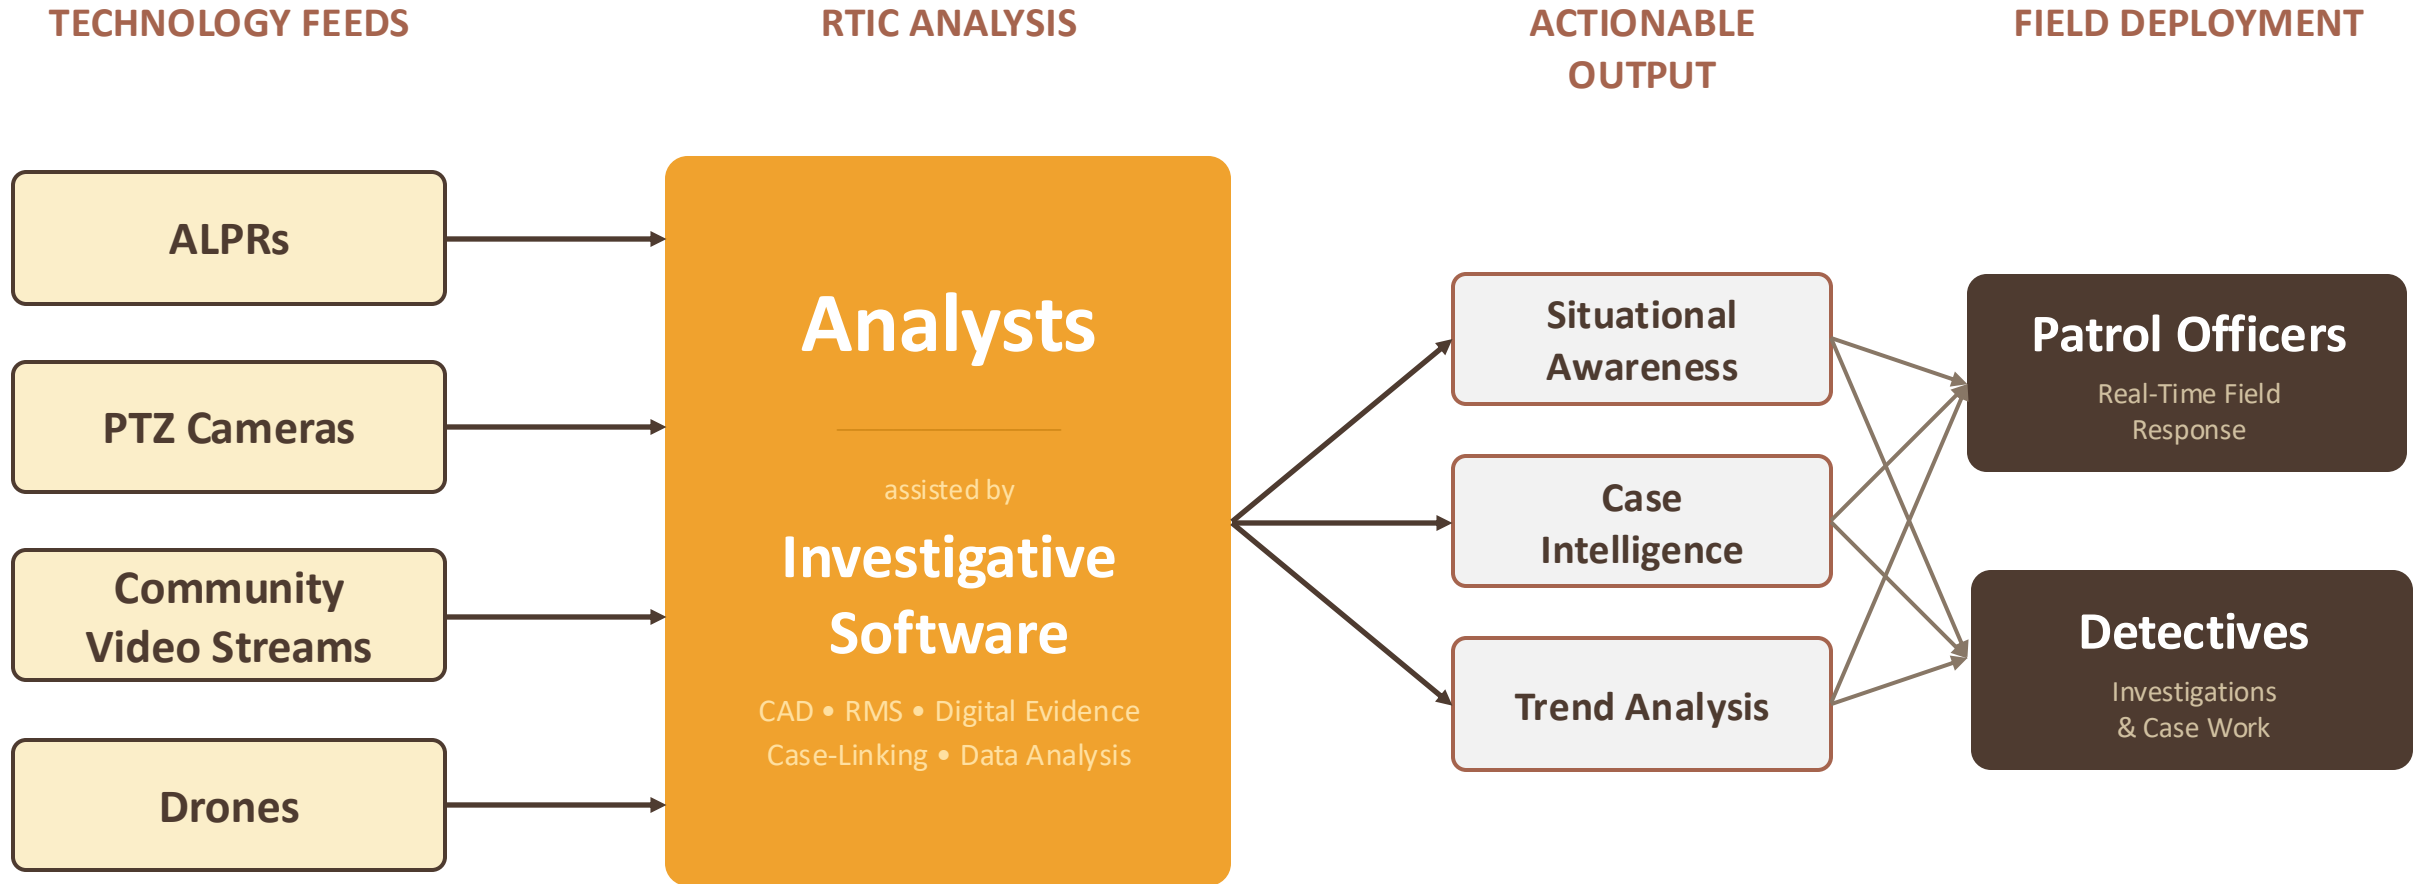 TECHNOLOGY FEEDS
RTIC ANALYSIS
ACTIONABLE
OUTPUT
FIELD DEPLOYMENT
ALPRs
PTZ Cameras
Community
Video Streams
Drones
Analysts
assisted by
Investigative
Software
CAD • RMS • Digital Evidence
Case-Linking • Data Analysis
Situational
Awareness
Case
Intelligence
Trend Analysis
Patrol Officers
Real-Time Field
Response
Detectives
Investigations
& Case Work